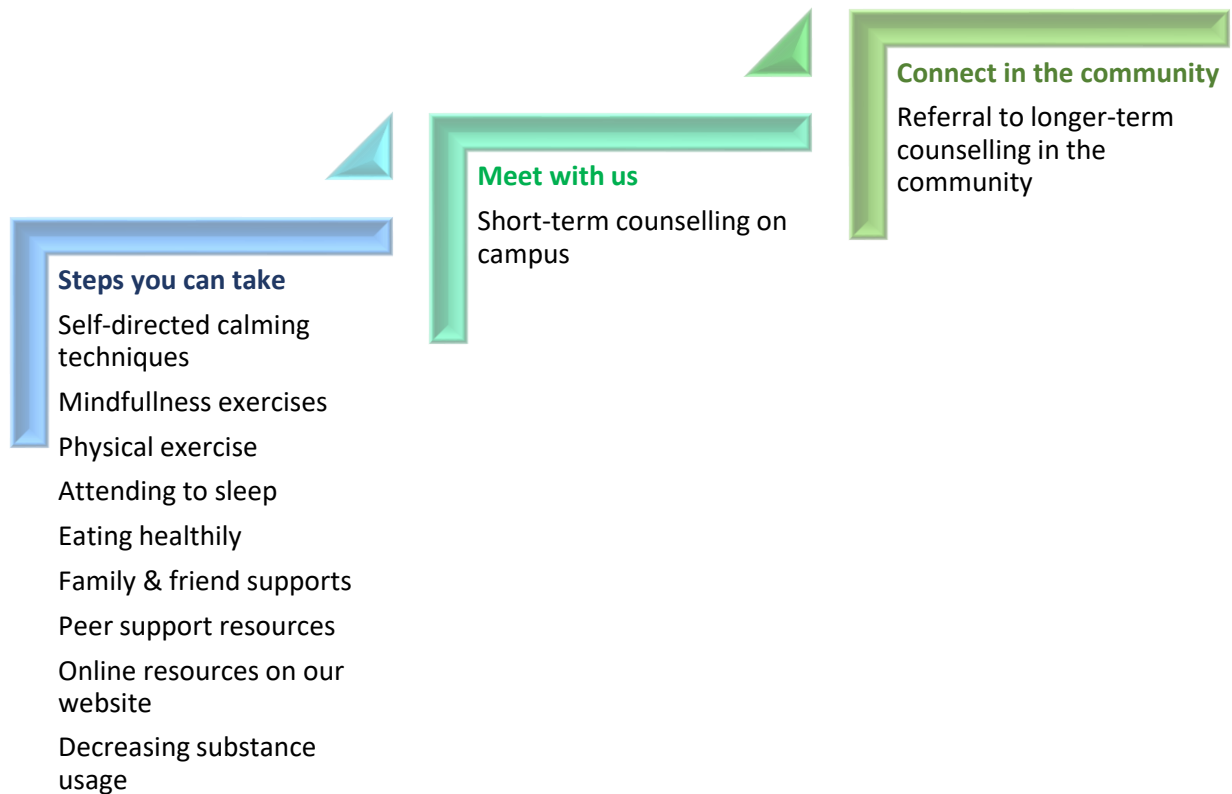 Steps you can take
Self-directed calming
techniques
Mindfullness exercises
Physical exercise
Attending to sleep
Eating healthily
Family & friend supports
Peer support resources
Online resources on our
website
Decreasing substance
usage
Meet with us
Short-term counselling on
campus
Connect in the community
Referral to longer-term
counselling in the
community